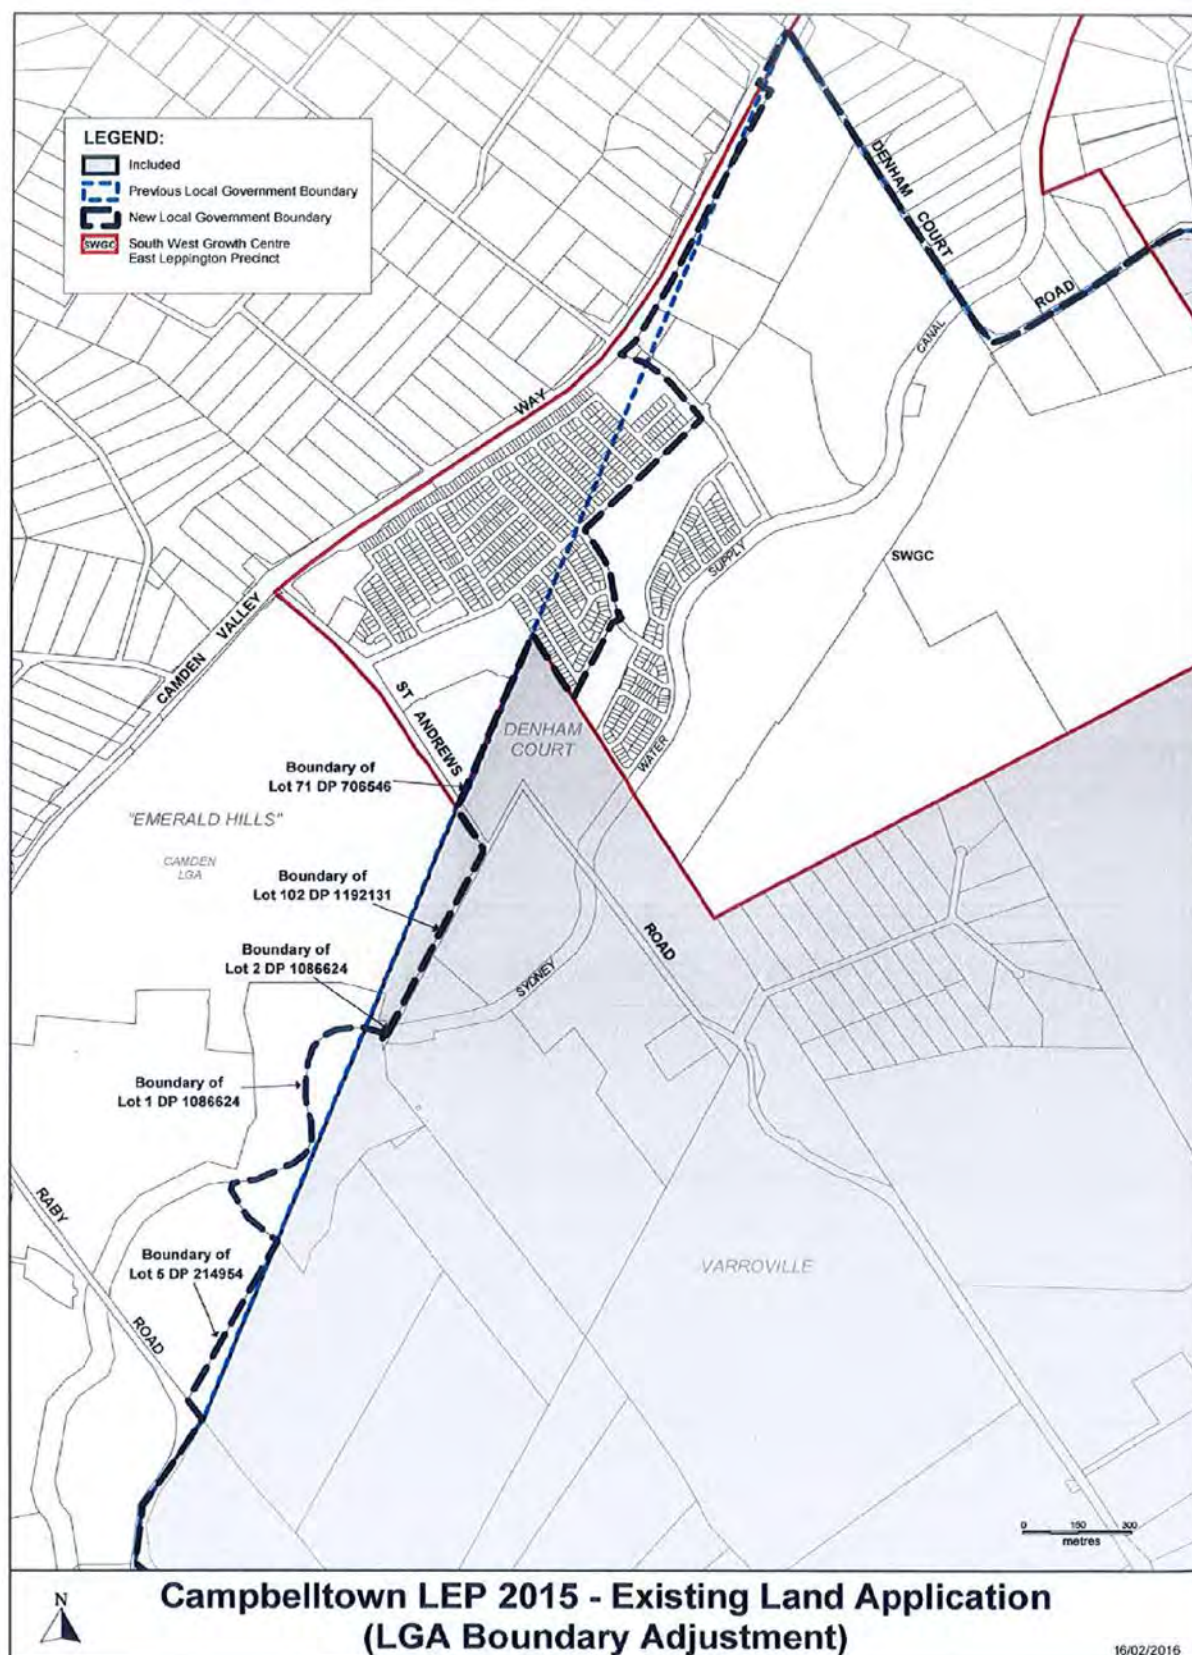 LEGEND:
Included
Previous Local Government Boundary
New Local Government Boundary
SWGC
South West Growth Centre
East Leppington Precinct
DENHAM COURT
ROAD
CANAL
WAY
SUPPLY
SWGC
CAMDEN VALLEY
ST ANDREWS
DENHAM
COURT
WATER
Boundary of
Lot 71 DP 706546
"EMERALD HILLS"
CAMDEN
LGA
Boundary of
Lot 102 DP 1192131
ROAD
Boundary of
Lot 2 DP 1086624
SYDNEY
Boundary of
Lot 1 DP 1086624
RABY
ROAD
Boundary of
Lot 5 DP 214954
VARROVILLE
0 150 300
metres
N
Campbelltown LEP 2015 - Existing Land Application
(LGA Boundary Adjustment)
16/02/2016